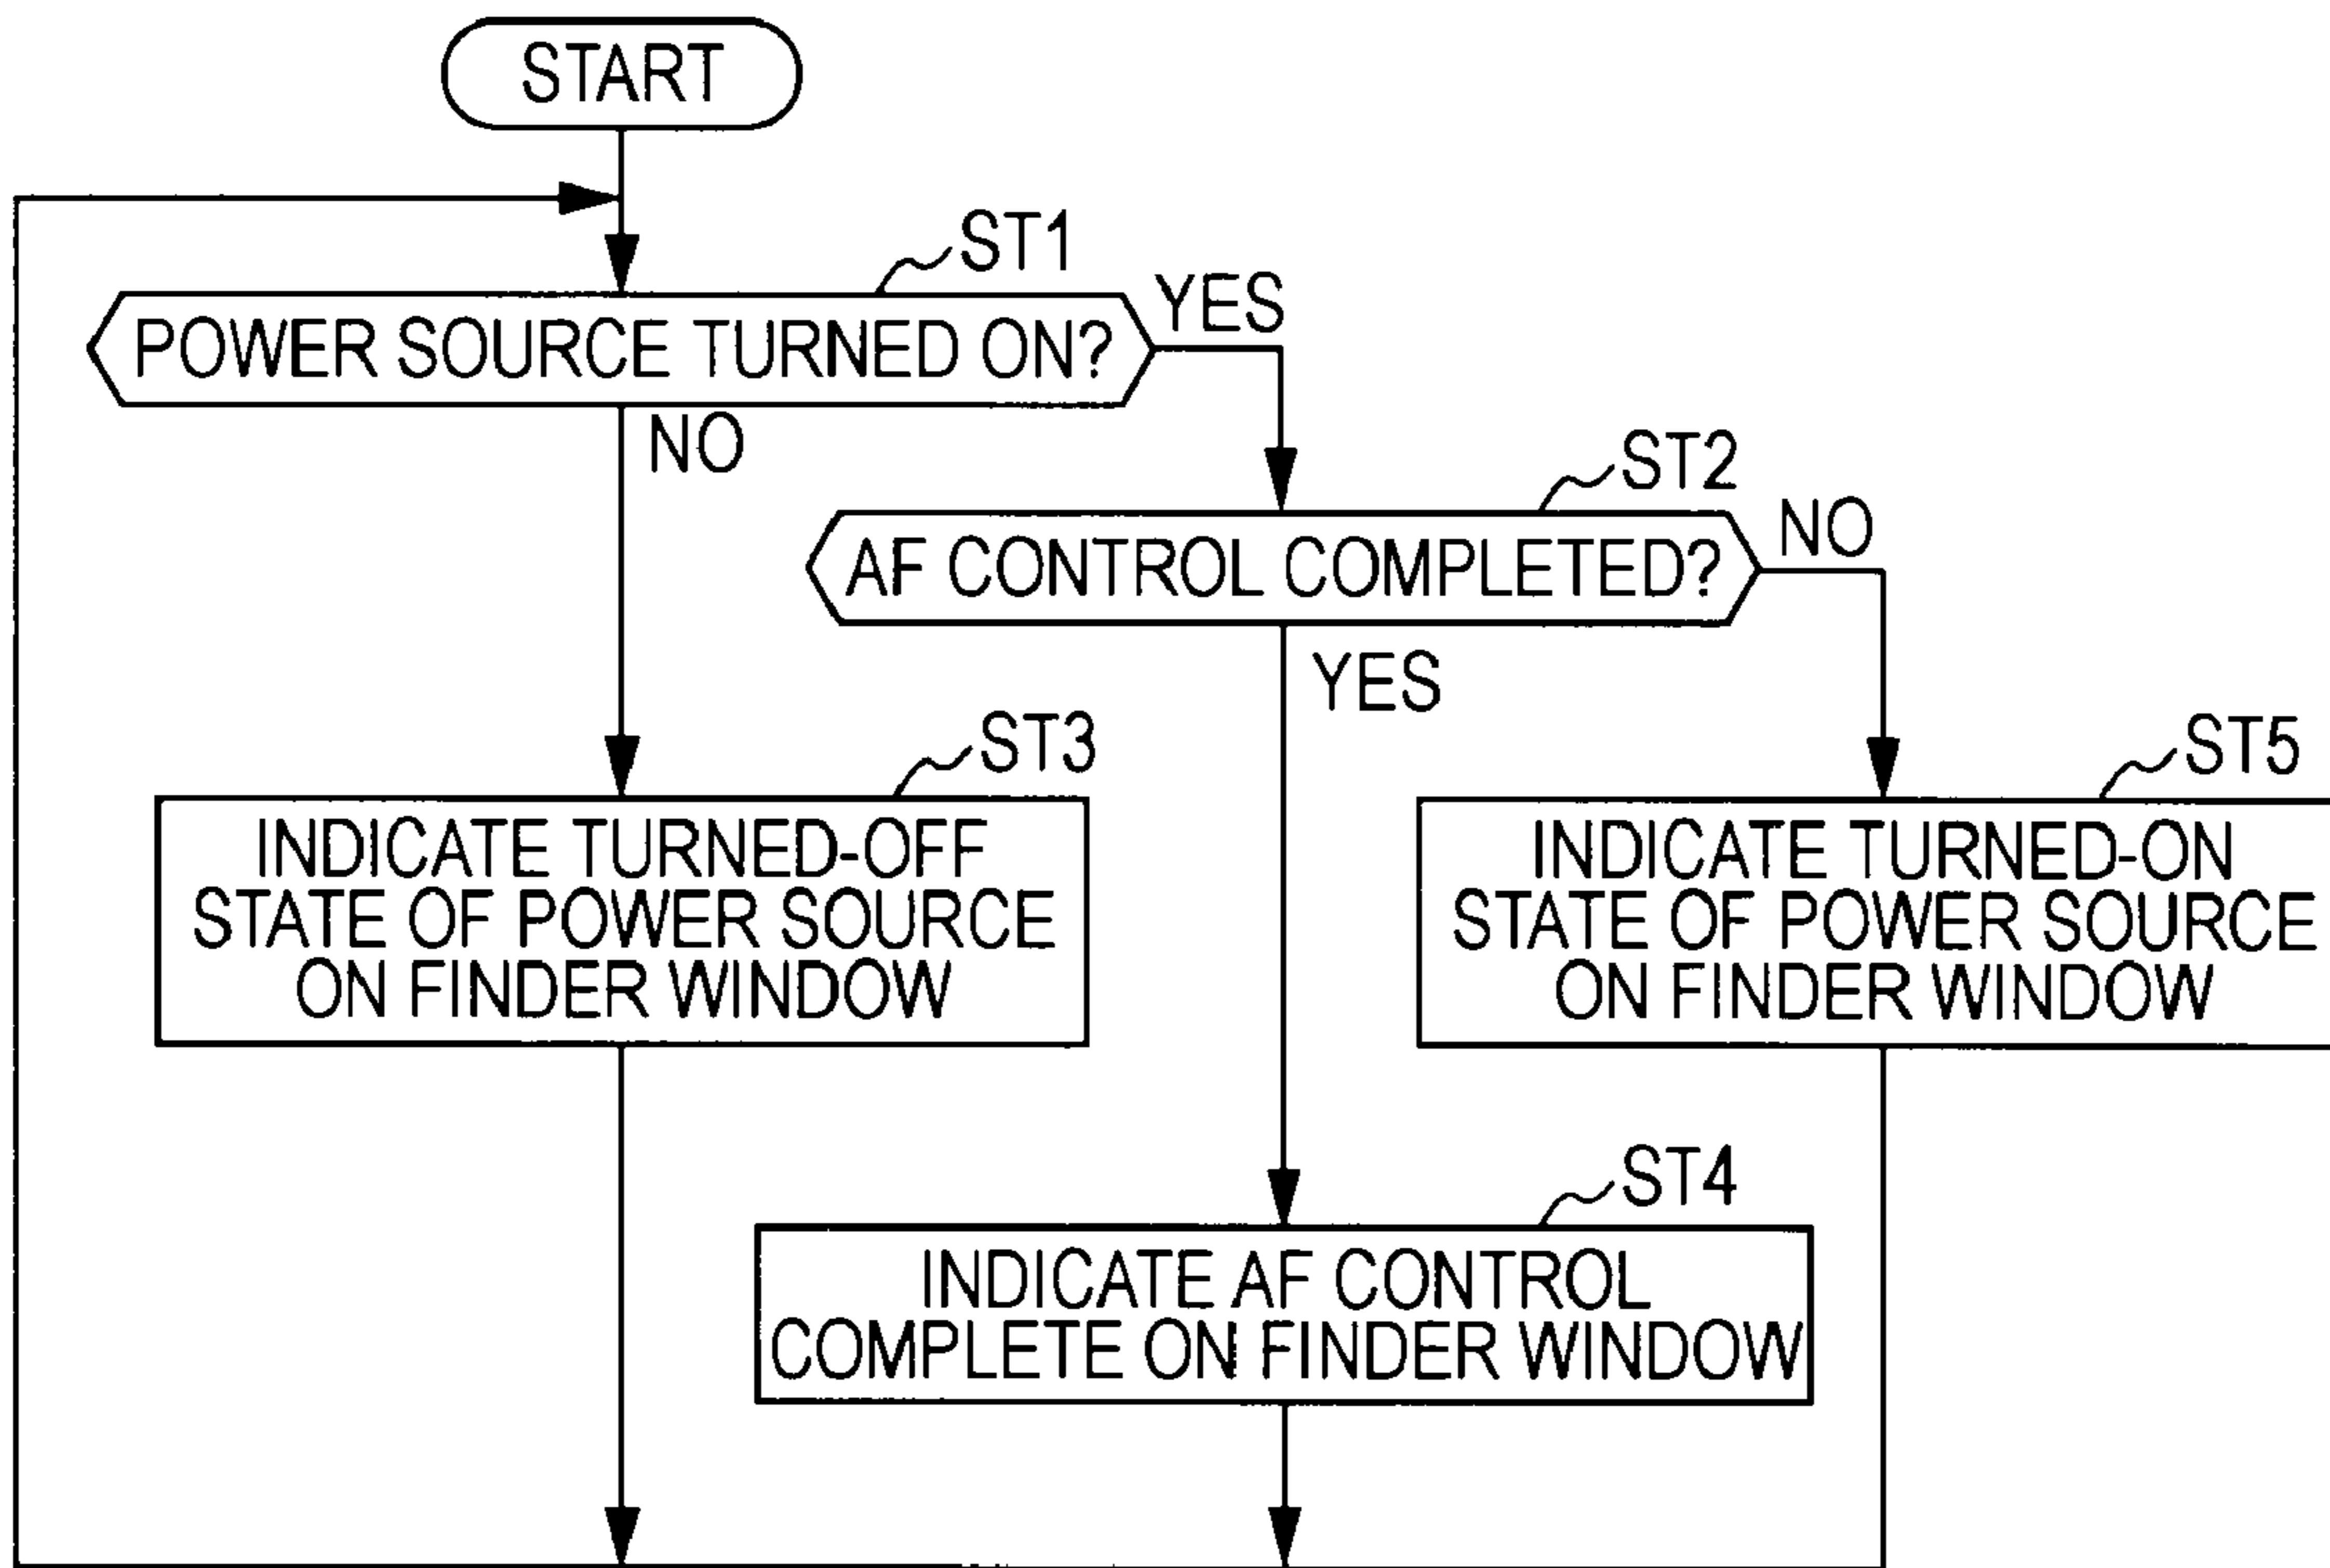 START
ST1
POWER SOURCE TURNED ON?
YES
NO
ST2
AF CONTROL COMPLETED?
NO
YES
ST3
INDICATE TURNED-OFF
STATE OF POWER SOURCE
ON FINDER WINDOW
ST5
INDICATE TURNED-ON
STATE OF POWER SOURCE
ON FINDER WINDOW
ST4
INDICATE AF CONTROL
COMPLETE ON FINDER WINDOW